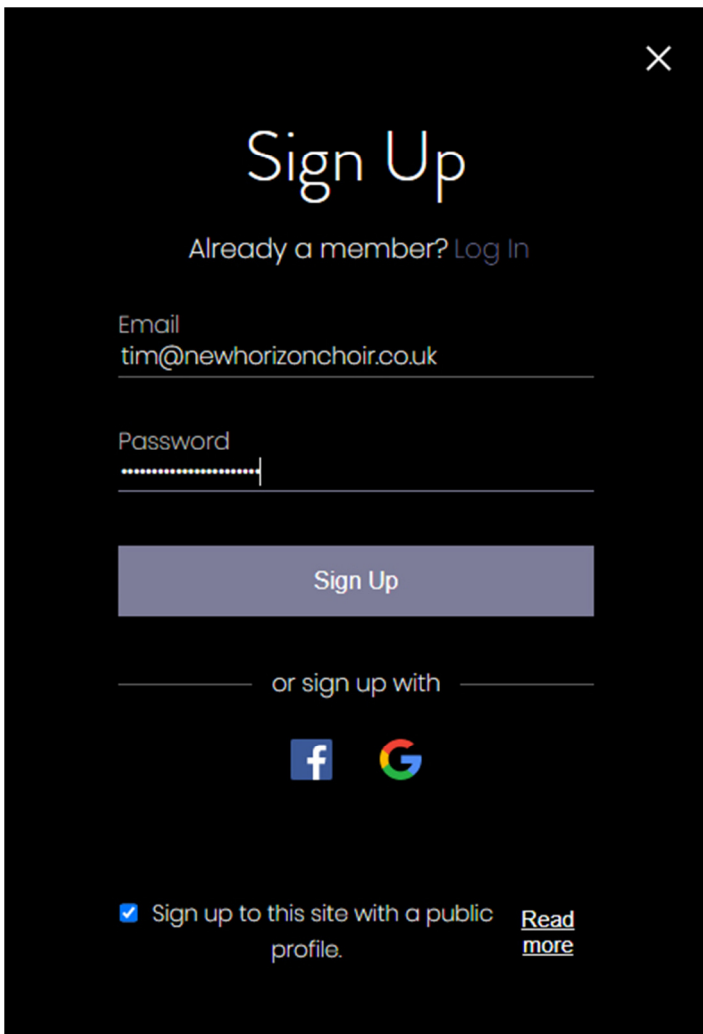 Sign Up
Already a member? Log In
Email
tim@newhorizonchoir.co.uk
Password
Sign Up
or sign up with
Sign up to this site with a public
profile.
Read
more